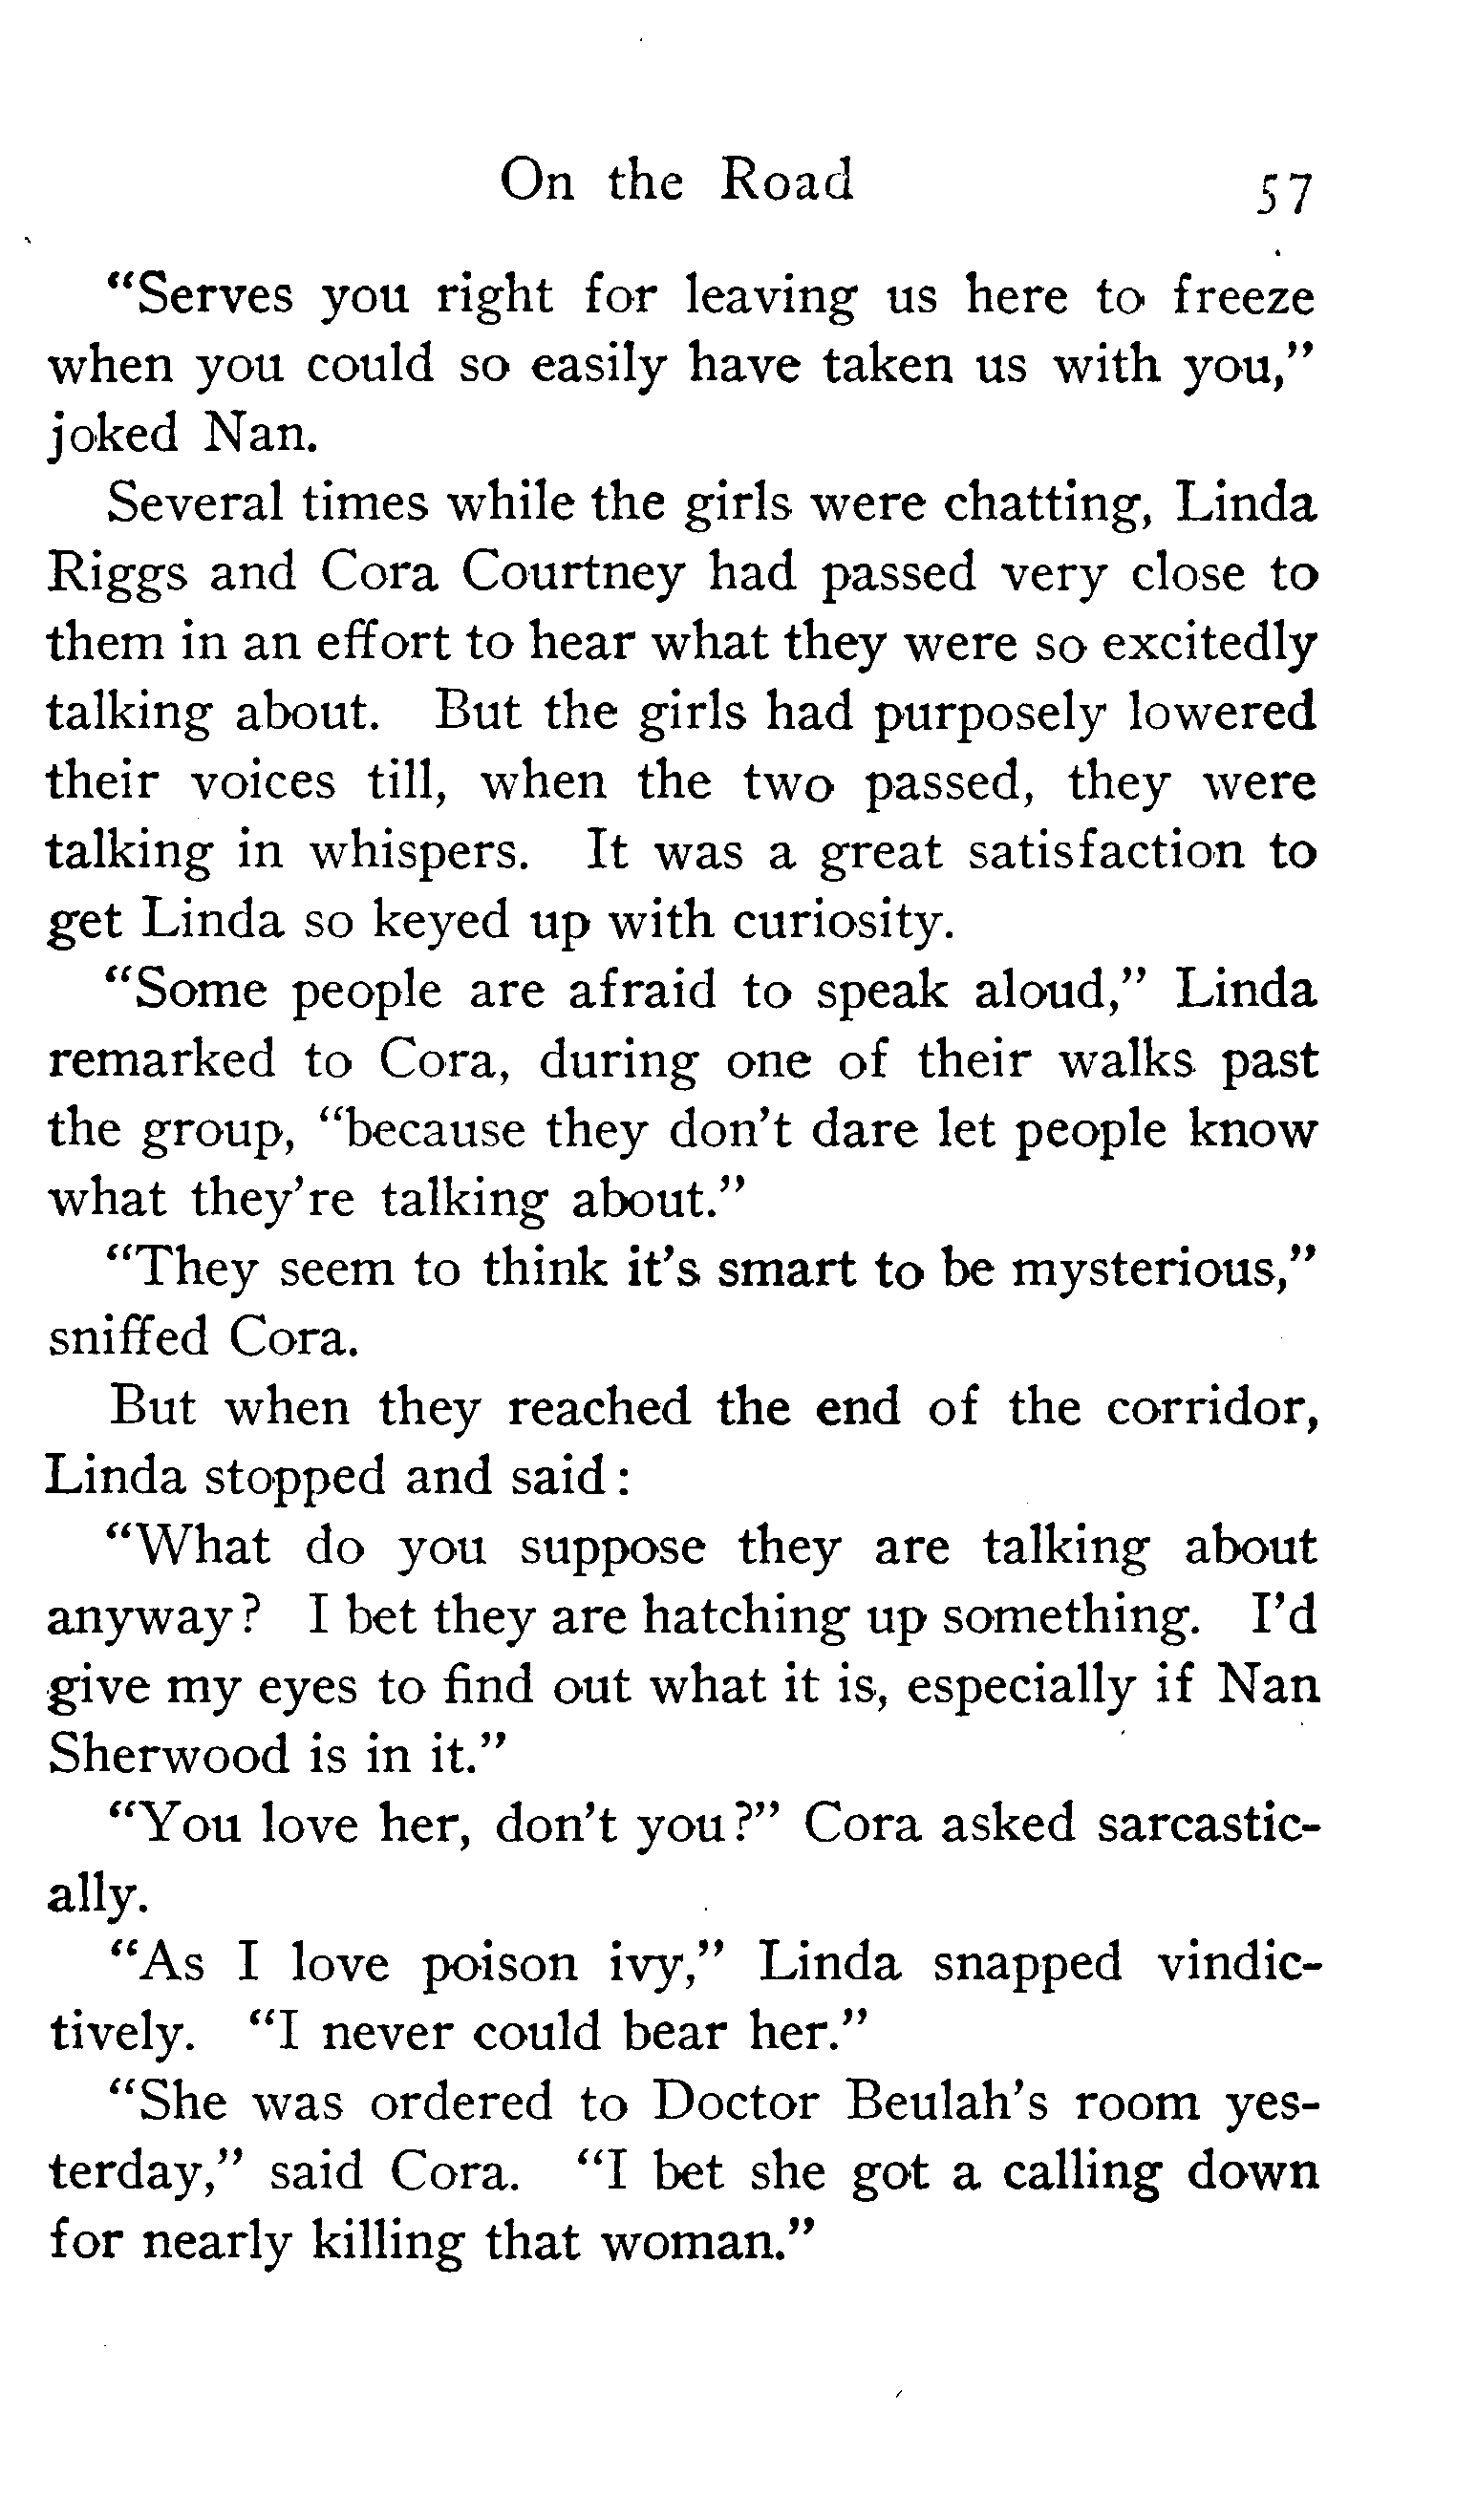 On the Road 57
“Serves you right for leaving us here to freeze
when you could so easily have taken us with you,”
joked Nan.
Several times while the girls were chatting, Linda
Riggs and Cora Courtney had passed very close to
them in an effort to hear what they were so excitedly
talking about. But the girls had purposely lowered
their voices till, when the two passed, they were
talking in whispers. It was a great satisfaction to
get Linda so keyed up with curiosity.
“Some people are afraid to speak aloud,” Linda
remarked to Cora, during one of their walks past
the group, “because they don’t dare let people know
what they’re talking about.”
“They seem to think it’s smart to be mysterious,”
sniffed Cora.
But when they reached the end of the corridor,
Linda stopped and said:
“What do you suppose they are talking about
anyway? I bet they are hatching up something. I’d
give my eyes to find out what it is, especially if Nan
Sherwood is in it.”
“You love her, don’t you?” Cora asked sarcastic-
ally.
“As I love poison ivy,” Linda snapped vindic-
tively. “I never could bear her.”
“She was ordered to Doctor Beulah’s room yes-
terday,” said Cora. “I bet she got a calling down
for nearly killing that woman.”